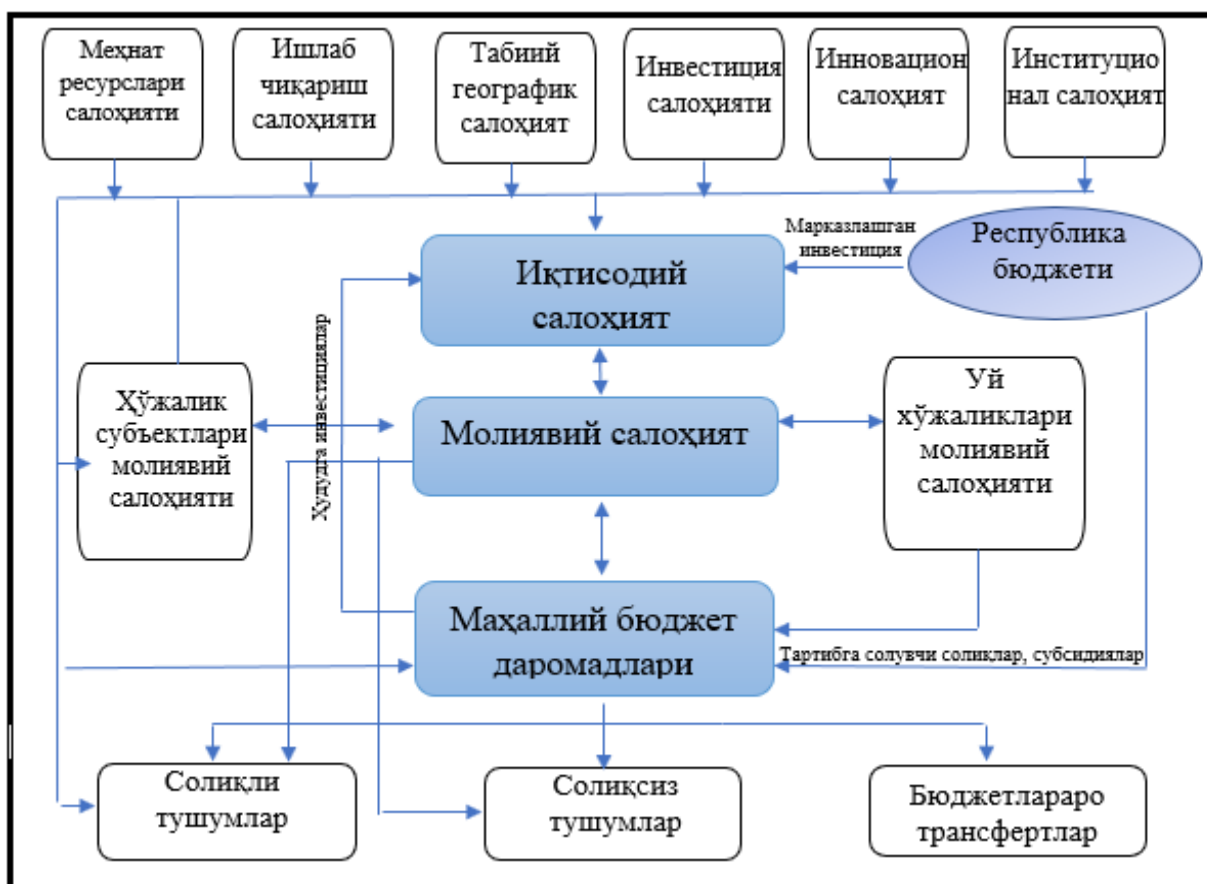 Меҳнат
ресурслари
салоҳияти
Ишлаб
чиқариш
салоҳияти
Табиий
географик
салоҳият
Инвестиция
салоҳияти
Инновацион
салоҳият
Институцио
нал салоҳият
Марказлашган
инвестиция
Республика
бюджети
Иқтисодий
салоҳият
Ҳудудга инвестициялар
Ҳўжалик
субъектлари
молиявий
салоҳияти
Молиявий салоҳият
Уй
хўжаликлари
молиявий
салоҳияти
Маҳаллий бюджет
даромадлари
Тартибга солувчи солиқлар, субсидиялар
Солиқли
тушумлар
Солиқсиз
тушумлар
Бюджетлараро
трансфертлар